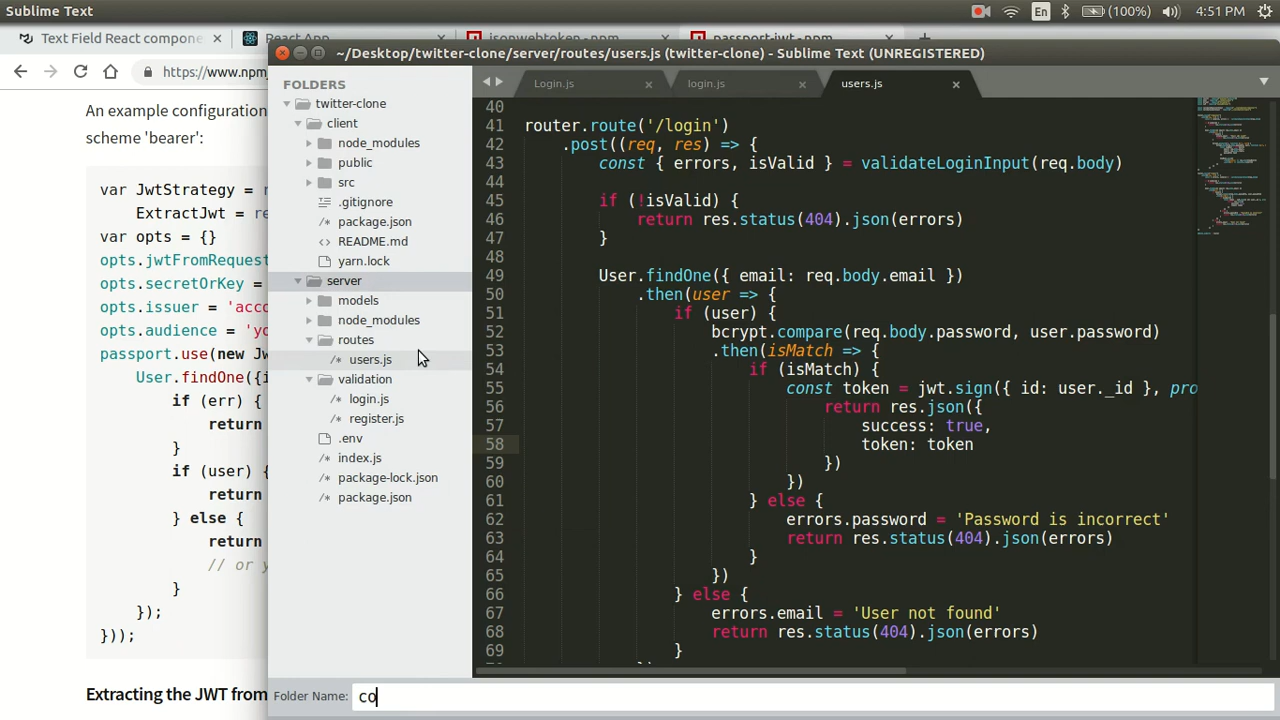 Sublime Text
En
(100%)
4:51 PM
Text Field React compone
React App
jsonwebtoken - npm
passport-jwt - npm
~/Desktop/twitter-clone/server/routes/users.js (twitter-clone) - Sublime Text (UNREGISTERED)
https://www.npm
An example configuration
scheme 'bearer':
var JwtStrategy = r
ExtractJwt = re
var opts = {}
opts.jwtFromRequest
opts.secretOrKey =
opts.issuer = 'acco
opts.audience = 'yo
passport.use(new Jw
User.findOne({i
if (err) {
return
}
if (user) {
return
} else {
return
// or y
}
});
}));
Extracting the JWT from
FOLDERS
twitter-clone
client
node_modules
public
src
.gitignore
package.json
README.md
yarn.lock
server
models
node_modules
routes
users.js
validation
login.js
register.js
.env
index.js
package-lock.json
package.json
Login.js
login.js
users.js
40
41 router.route('/login')
42 .post((req, res) => {
43 const { errors, isValid } = validateLoginInput(req.body)
44
45 if (!isValid) {
46 return res.status(404).json(errors)
47 }
48
49 User.findOne({ email: req.body.email })
50 .then(user => {
51 if (user) {
52 bcrypt.compare(req.body.password, user.password)
53 .then(isMatch => {
54 if (isMatch) {
55 const token = jwt.sign({ id: user._id }, pro
56 return res.json({
57 success: true,
58 token: token
59 })
60 })
61 } else {
62 errors.password = 'Password is incorrect'
63 return res.status(404).json(errors)
64 }
65 })
66 } else {
67 errors.email = 'User not found'
68 return res.status(404).json(errors)
69 }
Folder Name: co